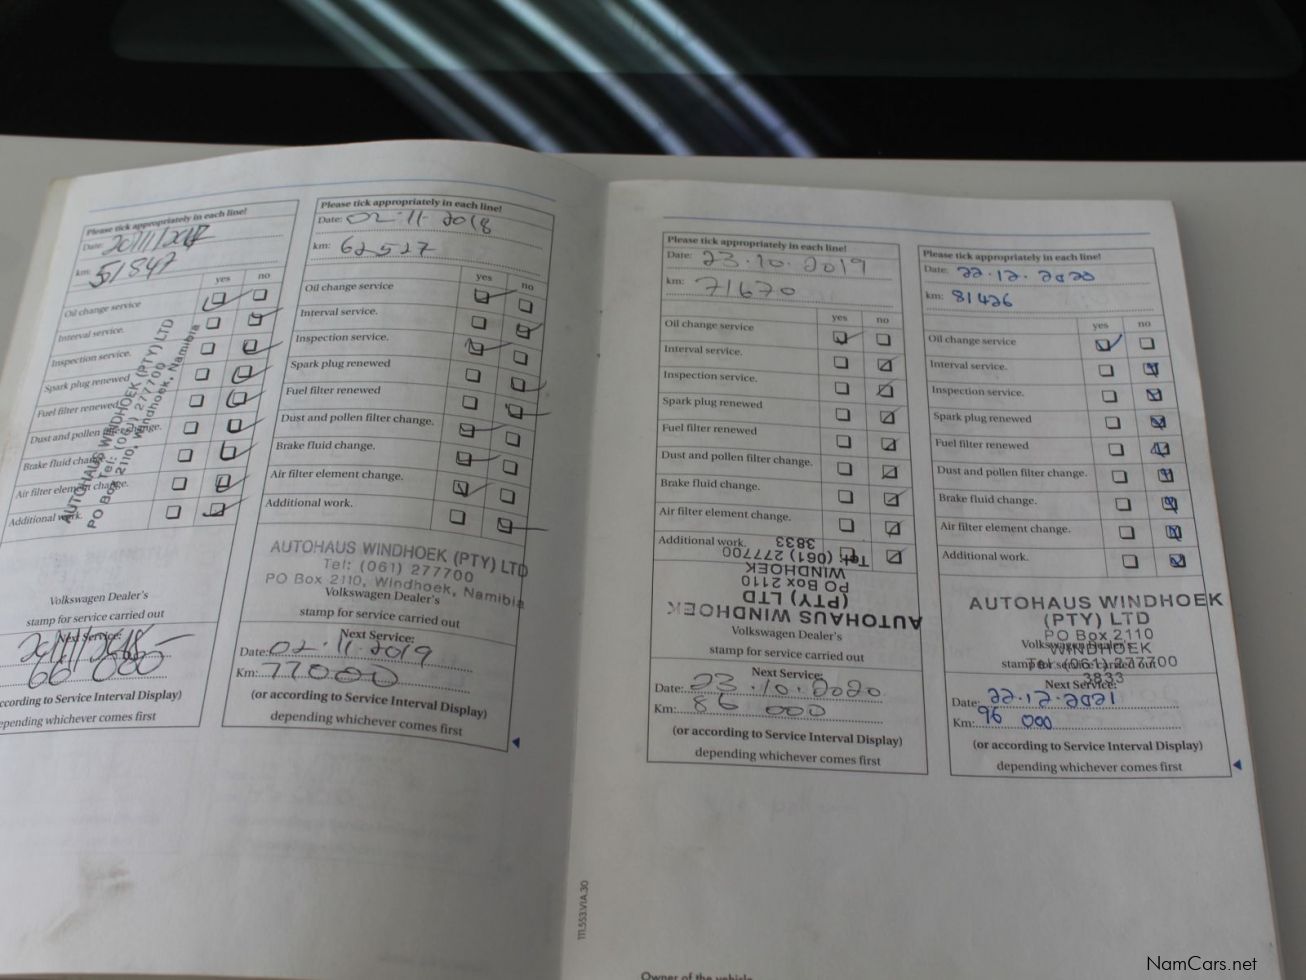 Please tick appropriately in each line!
Date: 20/11/2017
km: 51847
yes no
Oil change service
Interval service.
Inspection service.
Spark plug renewed
Fuel filter renewed
Dust and pollen filter change.
Brake fluid change.
Air filter element change.
Additional work.
AUTOHAUS WINDHOEK (PTY) LTD
Tel: (061) 277700
PO Box 2110, Windhoek, Namibia
Volkswagen Dealer's
stamp for service carried out
Next Service:
20/11/2018
66 000
ccording to Service Interval Display)
epending whichever comes first
Please tick appropriately in each line!
Date: 02.11.2018
km: 62527
yes no
Oil change service
Interval service.
Inspection service.
Spark plug renewed
Fuel filter renewed
Dust and pollen filter change.
Brake fluid change.
Air filter element change.
Additional work.
AUTOHAUS WINDHOEK (PTY) LTD
Tel: (061) 277700
PO Box 2110, Windhoek, Namibia
Volkswagen Dealer's
stamp for service carried out
Next Service:
Date: 02.11.2019
Km: 77000
(or according to Service Interval Display)
depending whichever comes first
Please tick appropriately in each line!
Date: 23.10.2019
km: 71670
yes no
Oil change service
Interval service.
Inspection service.
Spark plug renewed
Fuel filter renewed
Dust and pollen filter change.
Brake fluid change.
Air filter element change.
Additional work.
AUTOHAUS WINDHOEK
(PTY) LTD
PO Box 2110
WINDHOEK
Tel: (061) 277700
3833
Volkswagen Dealer's
stamp for service carried out
Next Service:
Date: 23.10.2020
Km: 86 000
(or according to Service Interval Display)
depending whichever comes first
Please tick appropriately in each line!
Date: 22.12.2020
km: 81426
yes no
Oil change service
Interval service.
Inspection service.
Spark plug renewed
Fuel filter renewed
Dust and pollen filter change.
Brake fluid change.
Air filter element change.
Additional work.
AUTOHAUS WINDHOEK
(PTY) LTD
PO Box 2110
WINDHOEK
Tel: (061) 277700
3833
Volkswagen Dealer's
stamp for service carried out
Next Service:
Date: 22.12.2021
Km: 96 000
(or according to Service Interval Display)
depending whichever comes first
111.553.V1A.30
Owner of the vehicle
NamCars.net